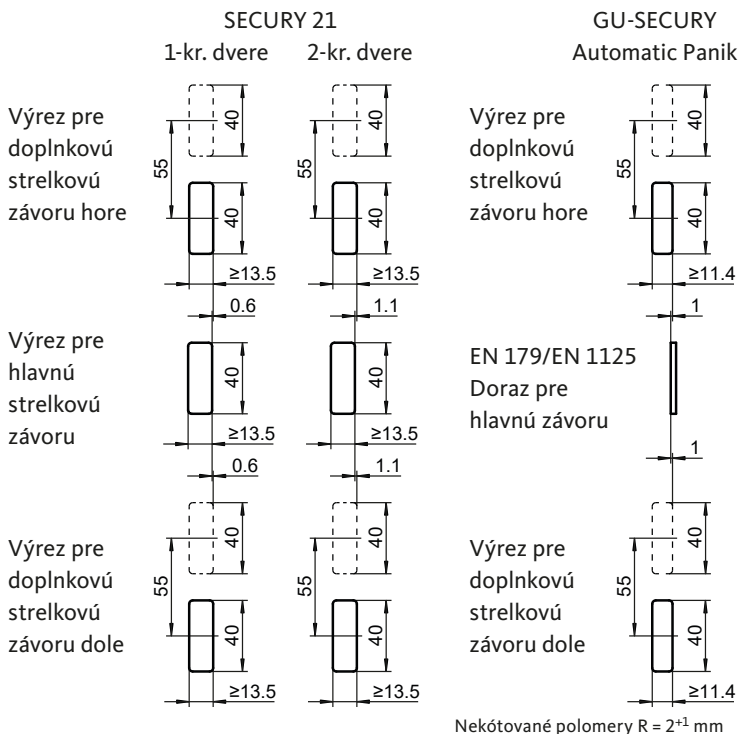 SECURY 21
GU-SECURY
1-kr. dvere
2-kr. dvere
Automatic Panik
Výrez pre
doplnkovú
strelkovú
závoru hore
55
40
40
≥13.5
0.6
55
40
40
≥13.5
1.1
Výrez pre
doplnkovú
strelkovú
závoru hore
55
40
40
≥11.4
1
Výrez pre
hlavnú
strelkovú
závoru
40
≥13.5
0.6
40
≥13.5
1.1
EN 179/EN 1125
Doraz pre
hlavnú závoru
1
Výrez pre
doplnkovú
strelkovú
závoru dole
55
40
40
≥13.5
55
40
40
≥13.5
Výrez pre
doplnkovú
strelkovú
závoru dole
55
40
40
≥11.4
Nekótované polomery R = 2⁺¹ mm